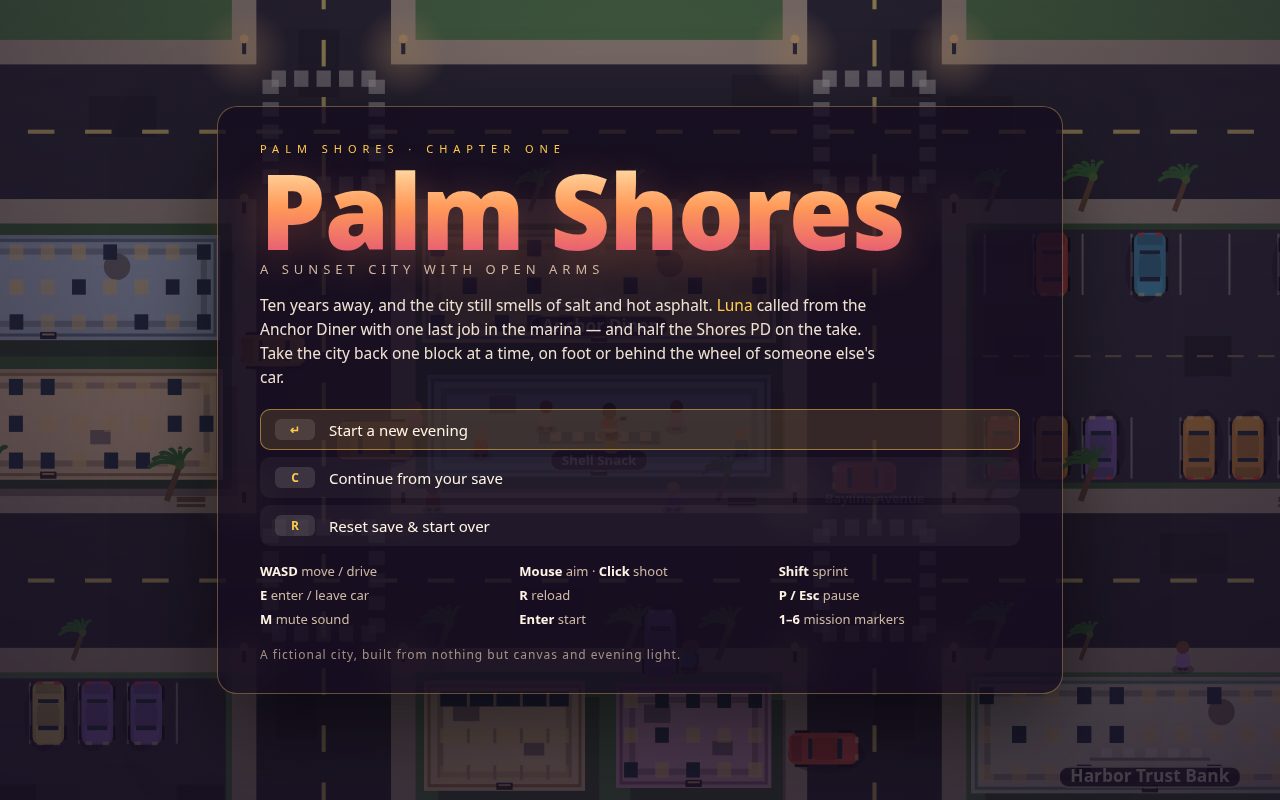 PALM SHORES · CHAPTER ONE
Palm Shores
A SUNSET CITY WITH OPEN ARMS
Ten years away, and the city still smells of salt and hot asphalt. Luna called from the
Anchor Diner with one last job in the marina — and half the Shores PD on the take.
Take the city back one block at a time, on foot or behind the wheel of someone else's
car.
↵ Start a new evening
Shell Snack
C Continue from your save
Bayline Avenue
R Reset save & start over
WASD move / drive Mouse aim · Click shoot Shift sprint
E enter / leave car R reload P / Esc pause
M mute sound Enter start 1–6 mission markers
A fictional city, built from nothing but canvas and evening light.
Harbor Trust Bank